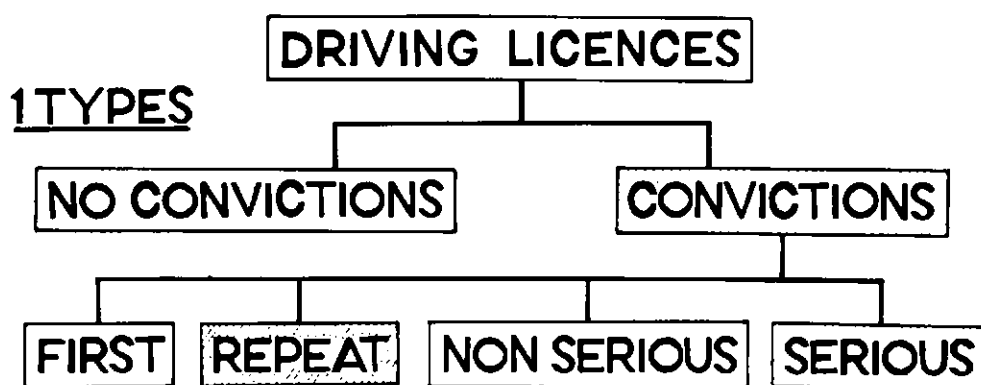 DRIVING LICENCES
1 TYPES
NO CONVICTIONS
CONVICTIONS
FIRST
REPEAT
NON SERIOUS
SERIOUS